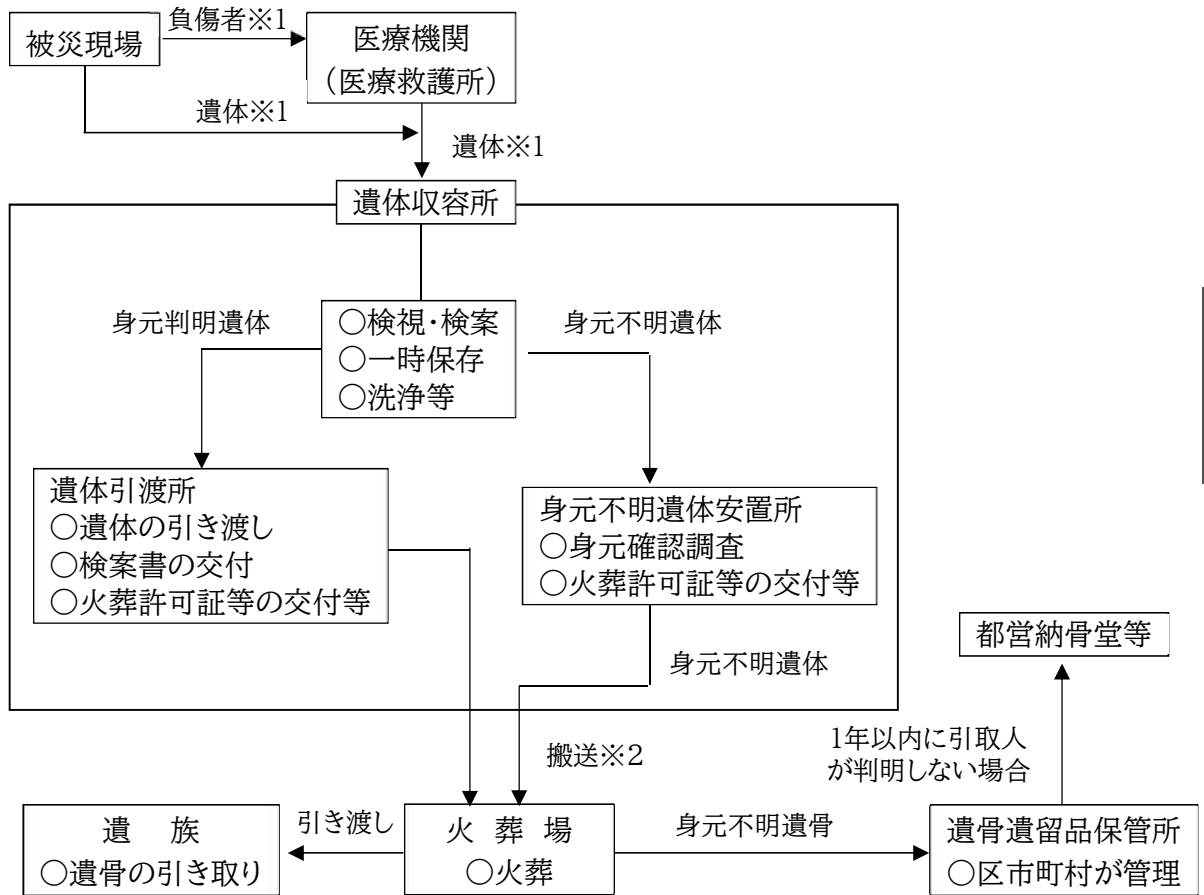 負傷者※1
被災現場
医療機関
（医療救護所）
遺体※1
遺体※1
遺体収容所
身元判明遺体
○検視・検案
○一時保存
○洗浄等
身元不明遺体
遺体引渡所
○遺体の引き渡し
○検案書の交付
○火葬許可証等の交付等
身元不明遺体安置所
○身元確認調査
○火葬許可証等の交付等
身元不明遺体
都営納骨堂等
搬送※2
1年以内に引取人
が判明しない場合
遺　族
○遺骨の引き取り
引き渡し
火 葬 場
○火葬
身元不明遺骨
遺骨遺留品保管所
○区市町村が管理